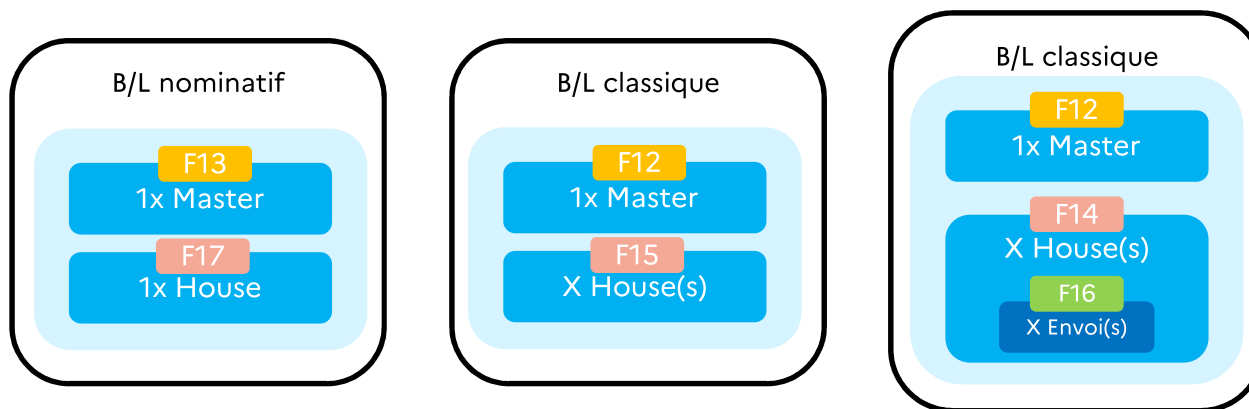 B/L nominatif
F13
1x Master
F17
1x House
B/L classique
F12
1x Master
F15
X House(s)
B/L classique
F12
1x Master
F14
X House(s)
F16
X Envoi(s)